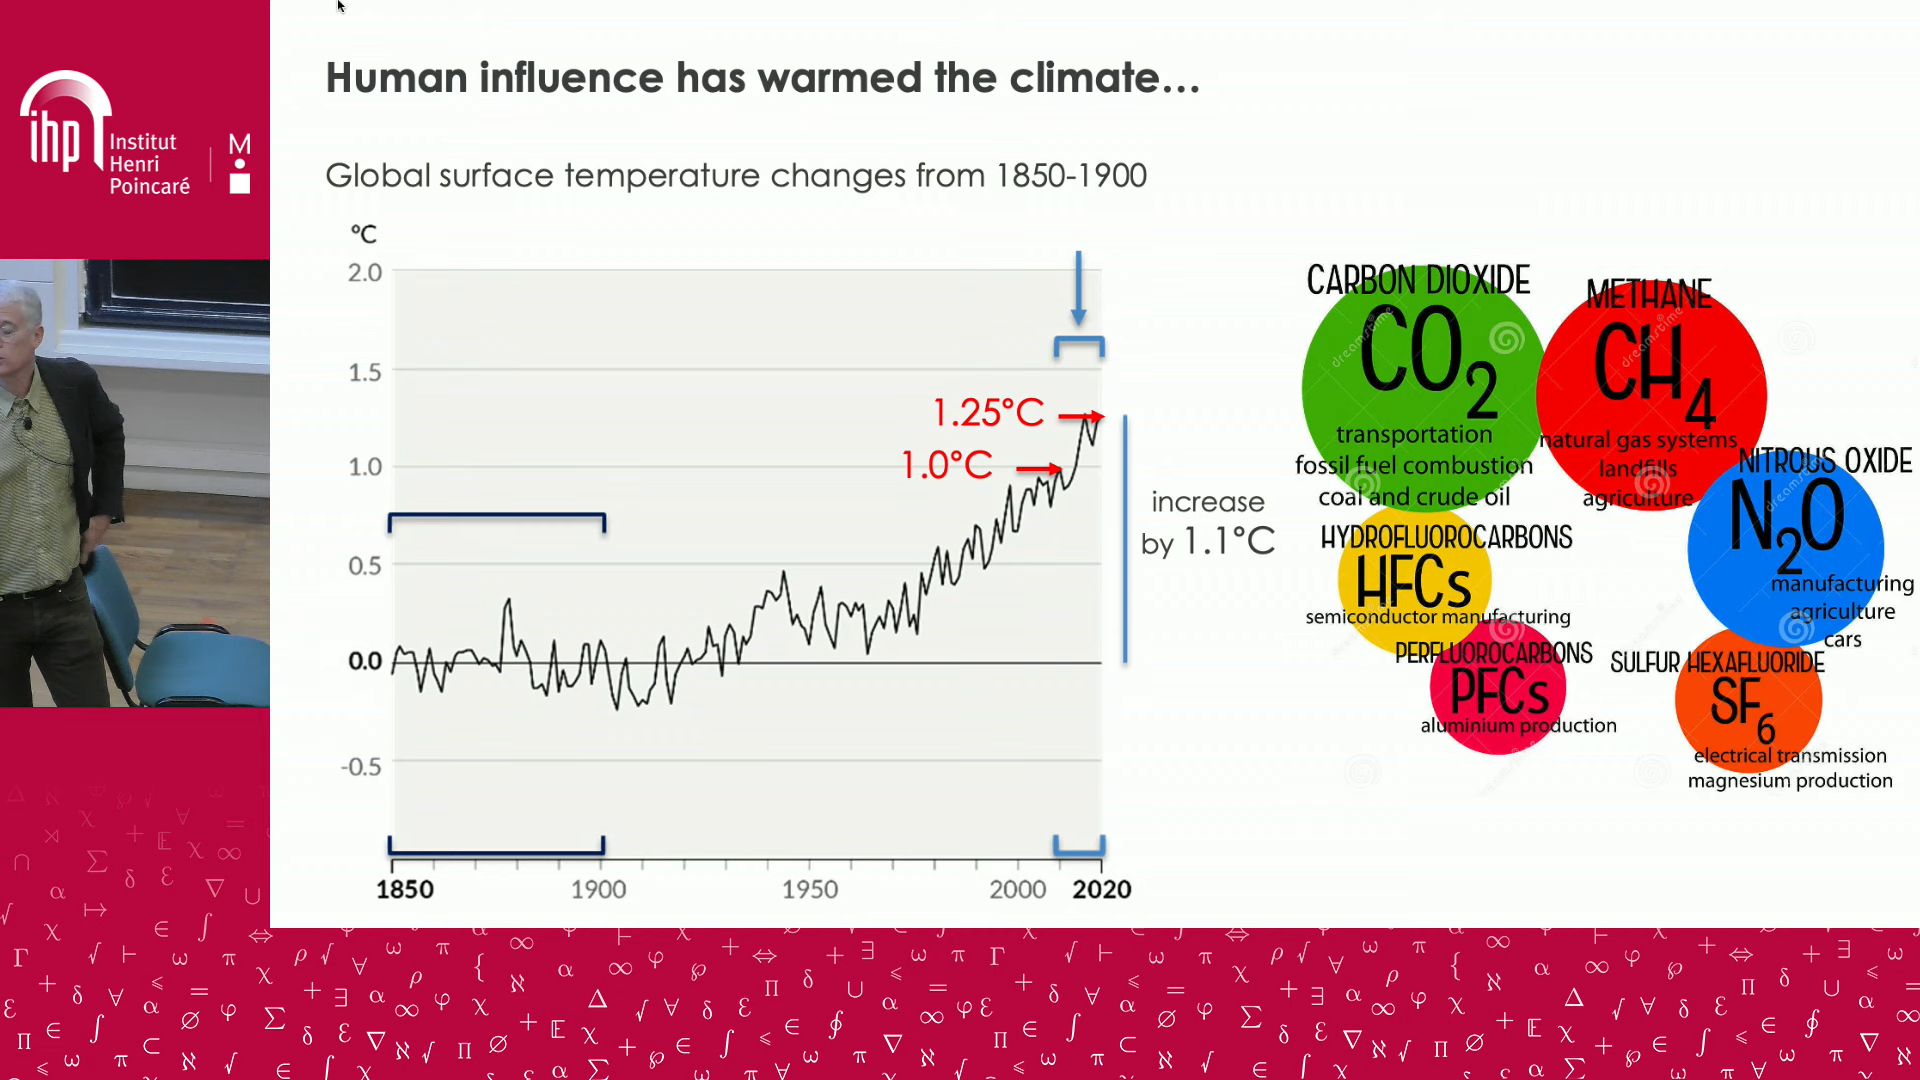 Human influence has warmed the climate...
Global surface temperature changes from 1850-1900
ihp
Institut
Henri
Poincaré
M
°C
2.0
1.5
1.0
0.5
0.0
-0.5
1.25°C
1.0°C
increase
by 1.1°C
1850
1900
1950
2000
2020
CARBON DIOXIDE
CO2
transportation
fossil fuel combustion
coal and crude oil
METHANE
CH4
natural gas systems
landfills
agriculture
NITROUS OXIDE
N2O
manufacturing
agriculture
cars
HYDROFLUOROCARBONS
HFCs
semiconductor manufacturing
PERFLUOROCARBONS
PFCs
aluminium production
SULFUR HEXAFLUORIDE
SF6
electrical transmission
magnesium production
dreamstime
dreamstime